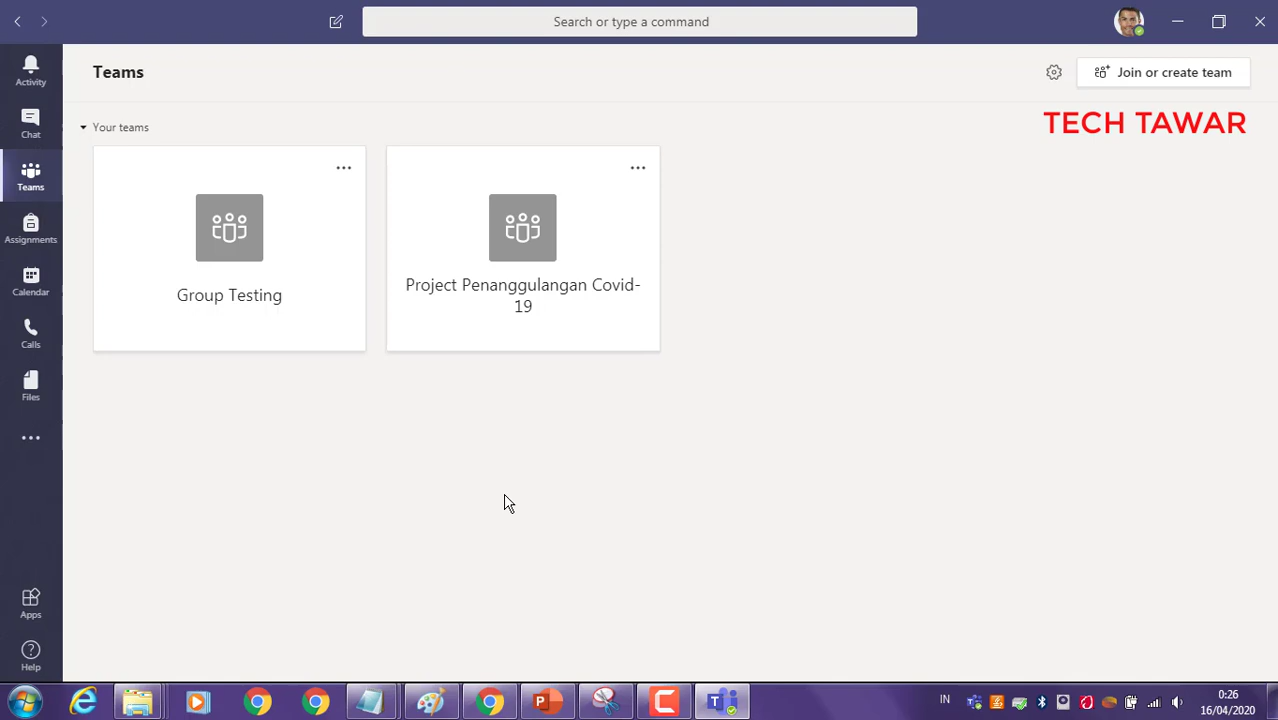 Search or type a command
Activity
Chat
Teams
Assignments
Calendar
Calls
Files
Apps
Help
Teams
Join or create team
TECH TAWAR
Your teams
Group Testing
Project Penanggulangan Covid-
19
IN
0:26
16/04/2020